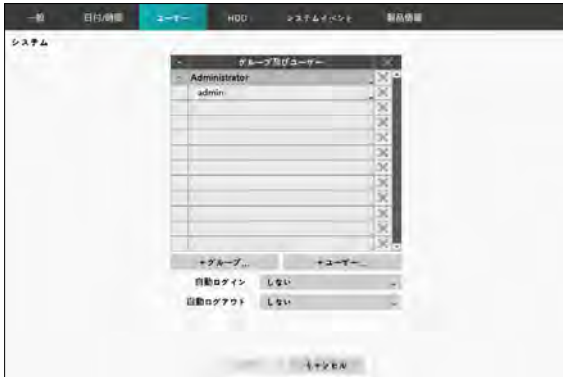 一般 日付/時間 ユーザー HDD システムイベント 製品情報
システム
グループ及びユーザー
Administrator
admin
+グループ... +ユーザー...
自動ログイン しない
自動ログアウト しない
キャンセル